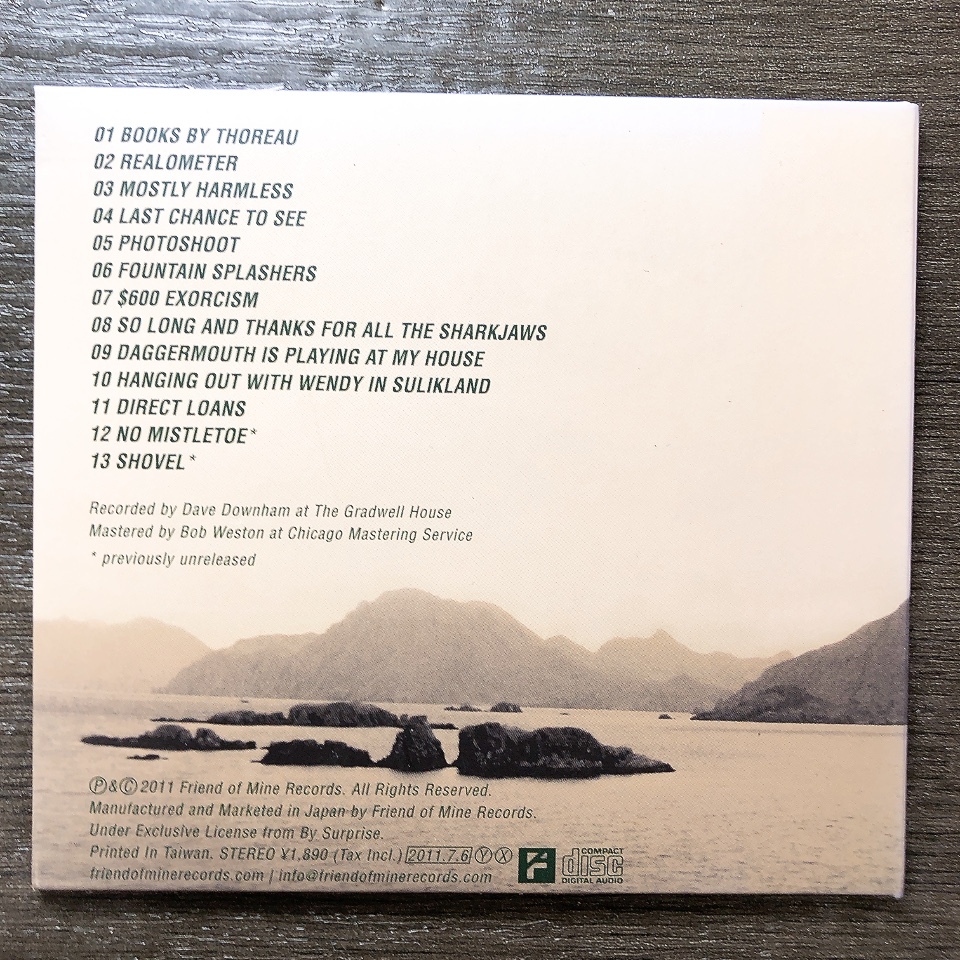 01 BOOKS BY THOREAU
02 REALOMETER
03 MOSTLY HARMLESS
04 LAST CHANCE TO SEE
05 PHOTOSHOOT
06 FOUNTAIN SPLASHERS
07 $600 EXORCISM
08 SO LONG AND THANKS FOR ALL THE SHARKJAWS
09 DAGGERMOUTH IS PLAYING AT MY HOUSE
10 HANGING OUT WITH WENDY IN SULIKLAND
11 DIRECT LOANS
12 NO MISTLETOE*
13 SHOVEL*
Recorded by Dave Downham at The Gradwell House
Mastered by Bob Weston at Chicago Mastering Service
* previously unreleased
Ⓟ&Ⓒ 2011 Friend of Mine Records. All Rights Reserved.
Manufactured and Marketed in Japan by Friend of Mine Records.
Under Exclusive License from By Surprise.
Printed In Taiwan. STEREO ¥1,890 (Tax Incl.) 2011.7.6 Ⓨ Ⓧ
COMPACT
disc
DIGITAL AUDIO
friendofminerecords.com | info@friendofminerecords.com